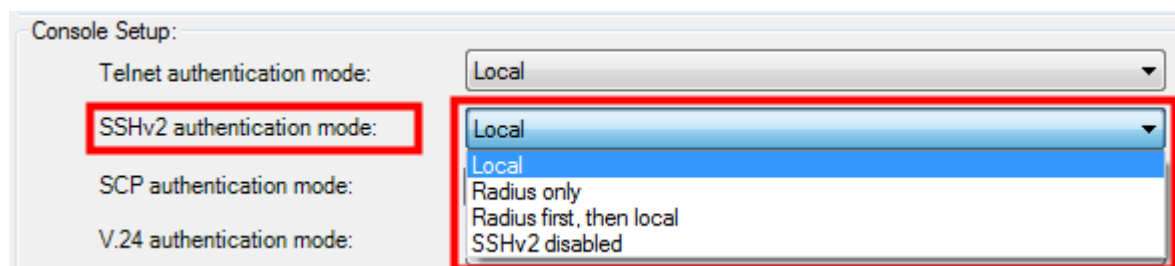 Console Setup:
Telnet authentication mode: Local
SSHv2 authentication mode: Local
Local
SCP authentication mode:
Radius only
Radius first, then local
V.24 authentication mode:
SSHv2 disabled